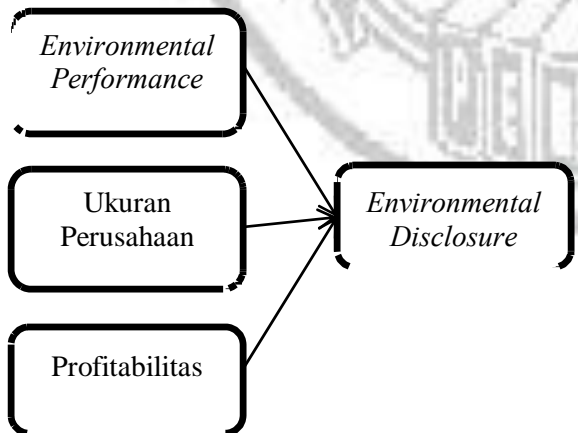 Environmental
Performance
Ukuran
Perusahaan
Environmental
Disclosure
Profitabilitas